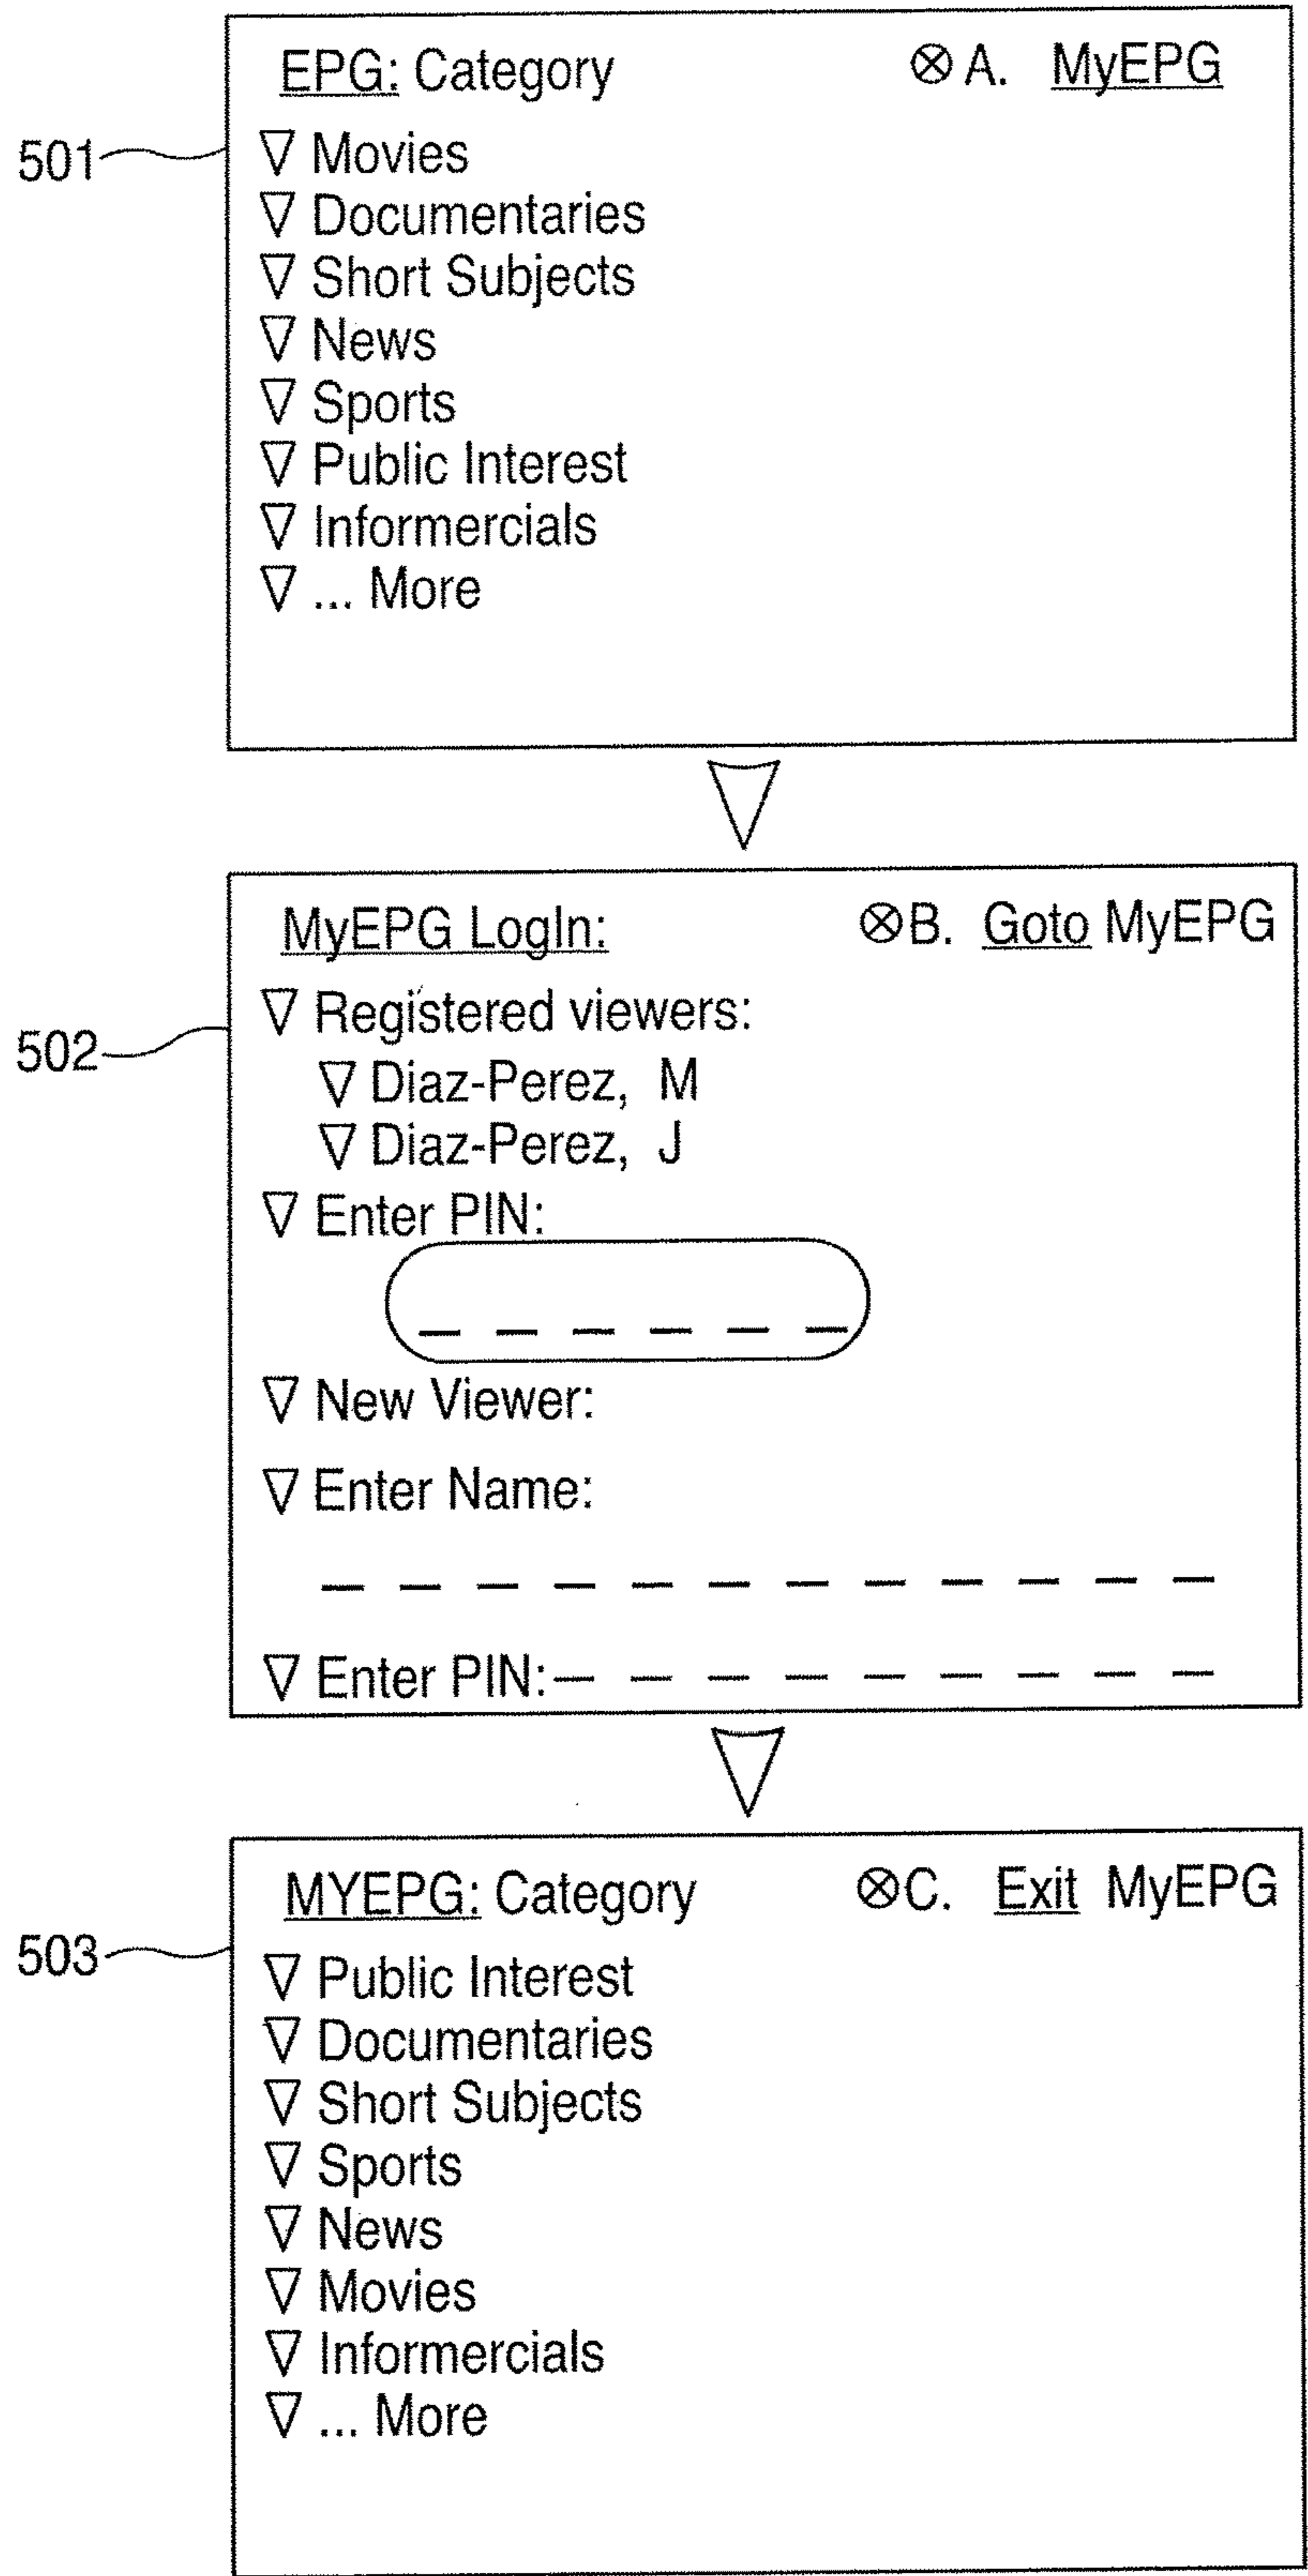 EPG: Category ⊗ A. MyEPG
501
▽ Movies
▽ Documentaries
▽ Short Subjects
▽ News
▽ Sports
▽ Public Interest
▽ Informercials
▽ ... More
MyEPG LogIn: ⊗B. Goto MyEPG
502
▽ Registered viewers:
▽ Diaz-Perez, M
▽ Diaz-Perez, J
▽ Enter PIN:
_ _ _ _ _ _
▽ New Viewer:
▽ Enter Name:
_ _ _ _ _ _ _ _ _ _ _ _
▽ Enter PIN: _ _ _ _ _ _ _ _ _
MYEPG: Category ⊗C. Exit MyEPG
503
▽ Public Interest
▽ Documentaries
▽ Short Subjects
▽ Sports
▽ News
▽ Movies
▽ Informercials
▽ ... More